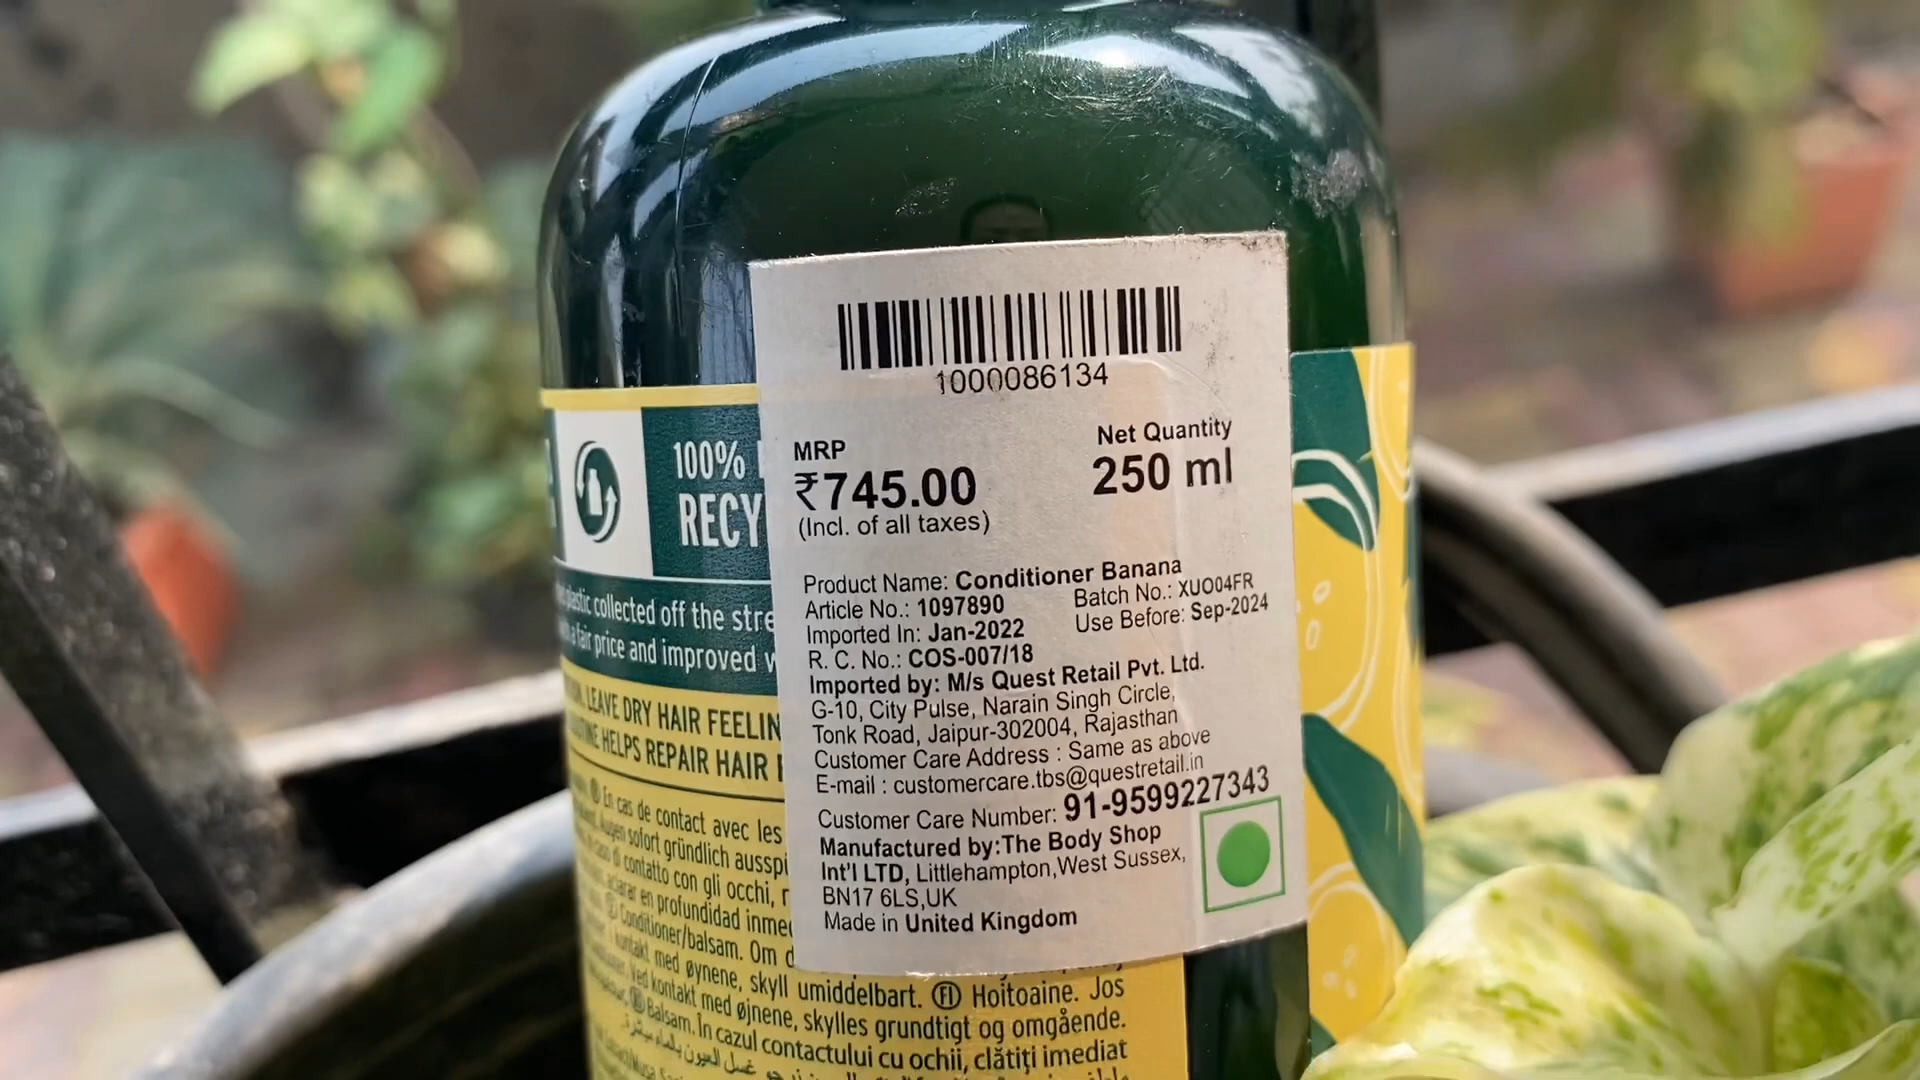 1000086134
MRP
₹745.00
(Incl. of all taxes)
Net Quantity
250 ml
Product Name: Conditioner Banana
Article No.: 1097890
Batch No.: XUO04FR
Imported In: Jan-2022
Use Before: Sep-2024
R. C. No.: COS-007/18
Imported by: M/s Quest Retail Pvt. Ltd.
G-10, City Pulse, Narain Singh Circle,
Tonk Road, Jaipur-302004, Rajasthan
Customer Care Address : Same as above
E-mail : customercare.tbs@questretail.in
Customer Care Number: 91-9599227343
Manufactured by:The Body Shop
Int'l LTD, Littlehampton,West Sussex,
BN17 6LS,UK
Made in United Kingdom
100%
RECY
plastic collected off the stre
a fair price and improved
LEAVE DRY HAIR FEELIN
HELPS REPAIR HAIR
En cas de contact avec les
Augen sofort gründlich ausspi
di contatto con gli occhi, r
en profundidad inme
Conditioner/balsam. Om d
kontakt med øynene, skyll umiddelbart. FI Hoitoaine. Jos
Ved kontakt med øjnene, skylles grundtigt og omgående.
Balsam. În cazul contactului cu ochii, clătiți imediat